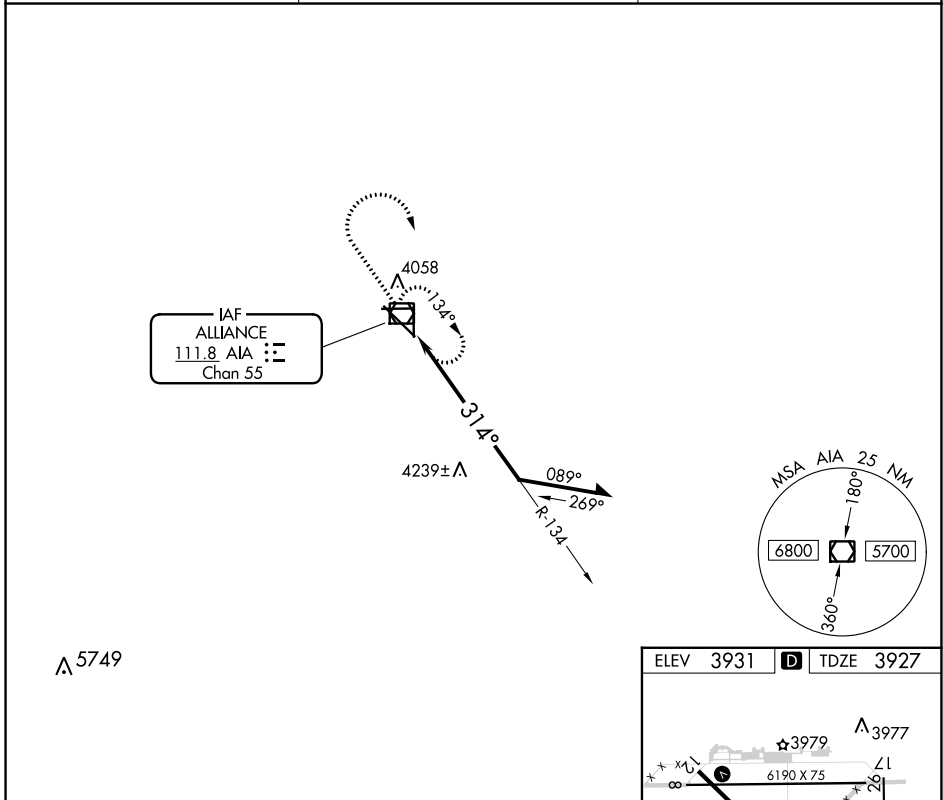 4058
134°
IAF
ALLIANCE
111.8 AIA
Chan 55
314°
4239±
089°
269°
R-134
MSA AIA 25 NM
180°
6800
5700
360°
5749
ELEV 3931 D TDZE 3927
3977
3979
12
V
6190 X 75
17
8
26